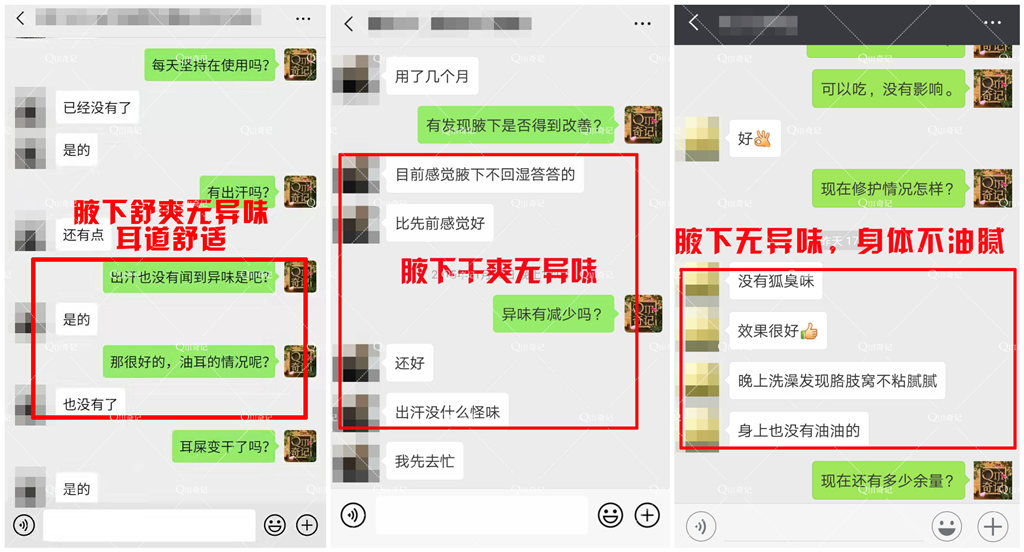 每天坚持在使用吗？
已经没有了
是的
有出汗吗？
腋下舒爽无异味
耳道舒适
还有点
出汗也没有闻到异味是吧？
是的
那很好的，油耳的情况呢？
也没有了
耳屎变干了吗？
是的
用了几个月
有发现腋下是否得到改善？
目前感觉腋下不回湿答答的
比先前感觉好
腋下干爽无异味
异味有减少吗？
还好
出汗没什么怪味
我先去忙
可以吃，没有影响。
好👌
现在修护情况怎样？
腋下无异味，身体不油腻
没有狐臭味
效果很好👍
晚上洗澡发现胳肢窝不粘腻腻
身上也没有油油的
现在还有多少余量？